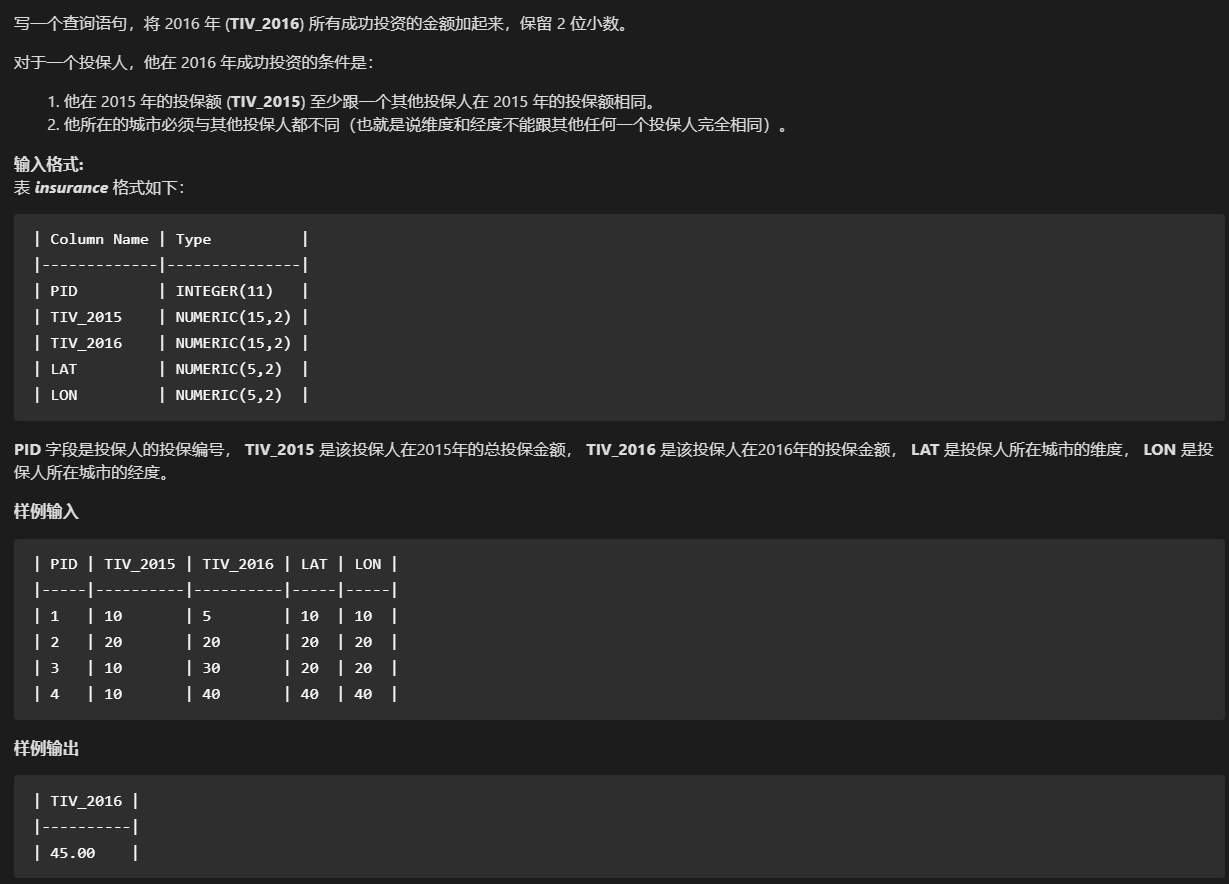 写一个查询语句，将 2016 年 (TIV_2016) 所有成功投资的金额加起来，保留 2 位小数。
对于一个投保人，他在 2016 年成功投资的条件是：
1. 他在 2015 年的投保额 (TIV_2015) 至少跟一个其他投保人在 2015 年的投保额相同。
2. 他所在的城市必须与其他投保人都不同（也就是说维度和经度不能跟其他任何一个投保人完全相同）。
输入格式:
表 insurance 格式如下：
| Column Name | Type          |
|-------------|---------------|
| PID         | INTEGER(11)   |
| TIV_2015    | NUMERIC(15,2) |
| TIV_2016    | NUMERIC(15,2) |
| LAT         | NUMERIC(5,2)  |
| LON         | NUMERIC(5,2)  |
PID 字段是投保人的投保编号， TIV_2015 是该投保人在2015年的总投保金额， TIV_2016 是该投保人在2016年的投保金额， LAT 是投保人所在城市的维度， LON 是投
保人所在城市的经度。
样例输入
| PID | TIV_2015 | TIV_2016 | LAT | LON |
|-----|----------|----------|-----|-----|
| 1   | 10       | 5        | 10  | 10  |
| 2   | 20       | 20       | 20  | 20  |
| 3   | 10       | 30       | 20  | 20  |
| 4   | 10       | 40       | 40  | 40  |
样例输出
| TIV_2016 |
|----------|
| 45.00    |